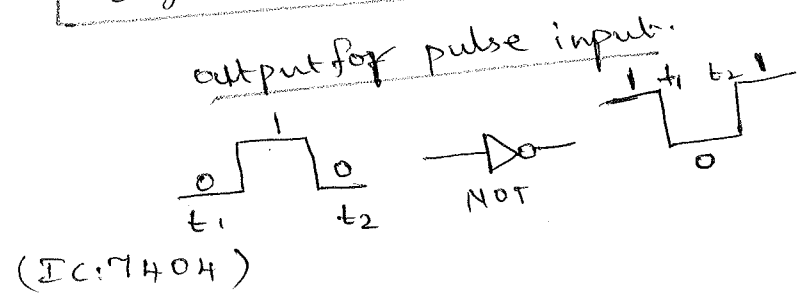 output for pulse input.
1 t1 t2 1
1
0 0
0
t1 t2
NOT
(IC:7404)